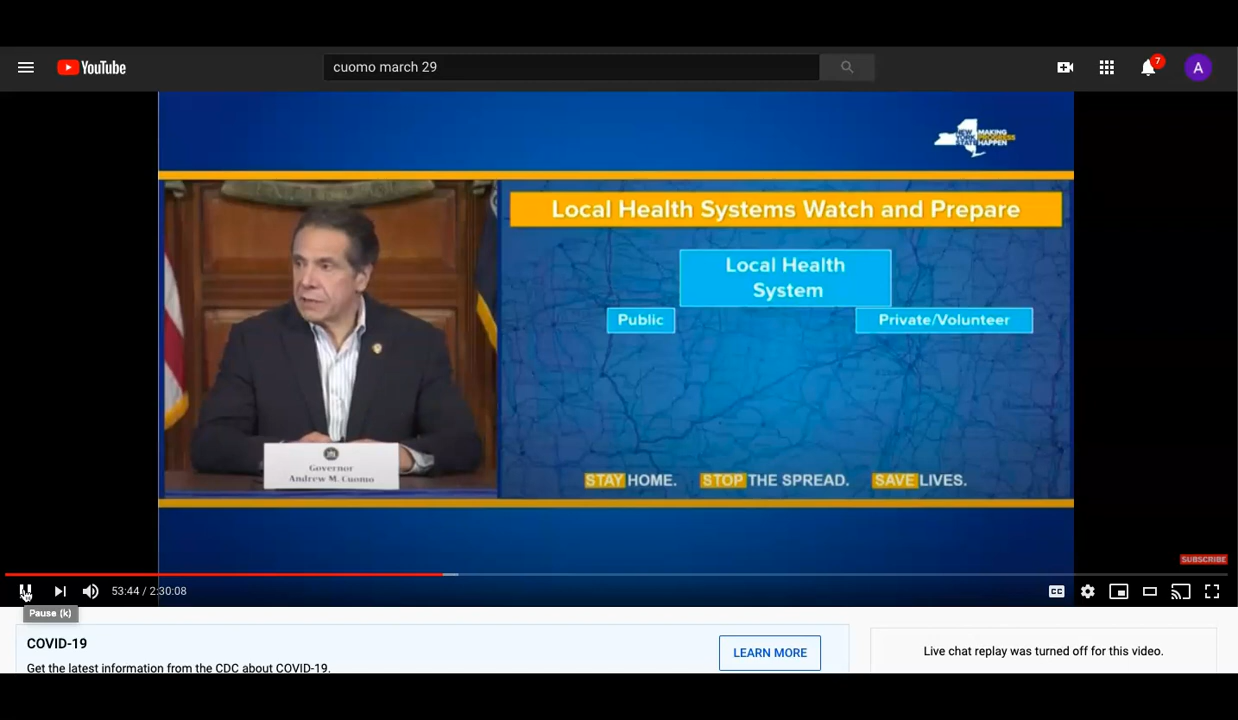 YouTube
cuomo march 29
7
A
NEW YORK STATE
MAKING PROGRESS HAPPEN
Local Health Systems Watch and Prepare
Local Health
System
Public
Private/Volunteer
Governor
Andrew M. Cuomo
STAY HOME. STOP THE SPREAD. SAVE LIVES.
SUBSCRIBE
53:44 / 2:30:08
CC
Pause (k)
COVID-19
Get the latest information from the CDC about COVID-19.
LEARN MORE
Live chat replay was turned off for this video.